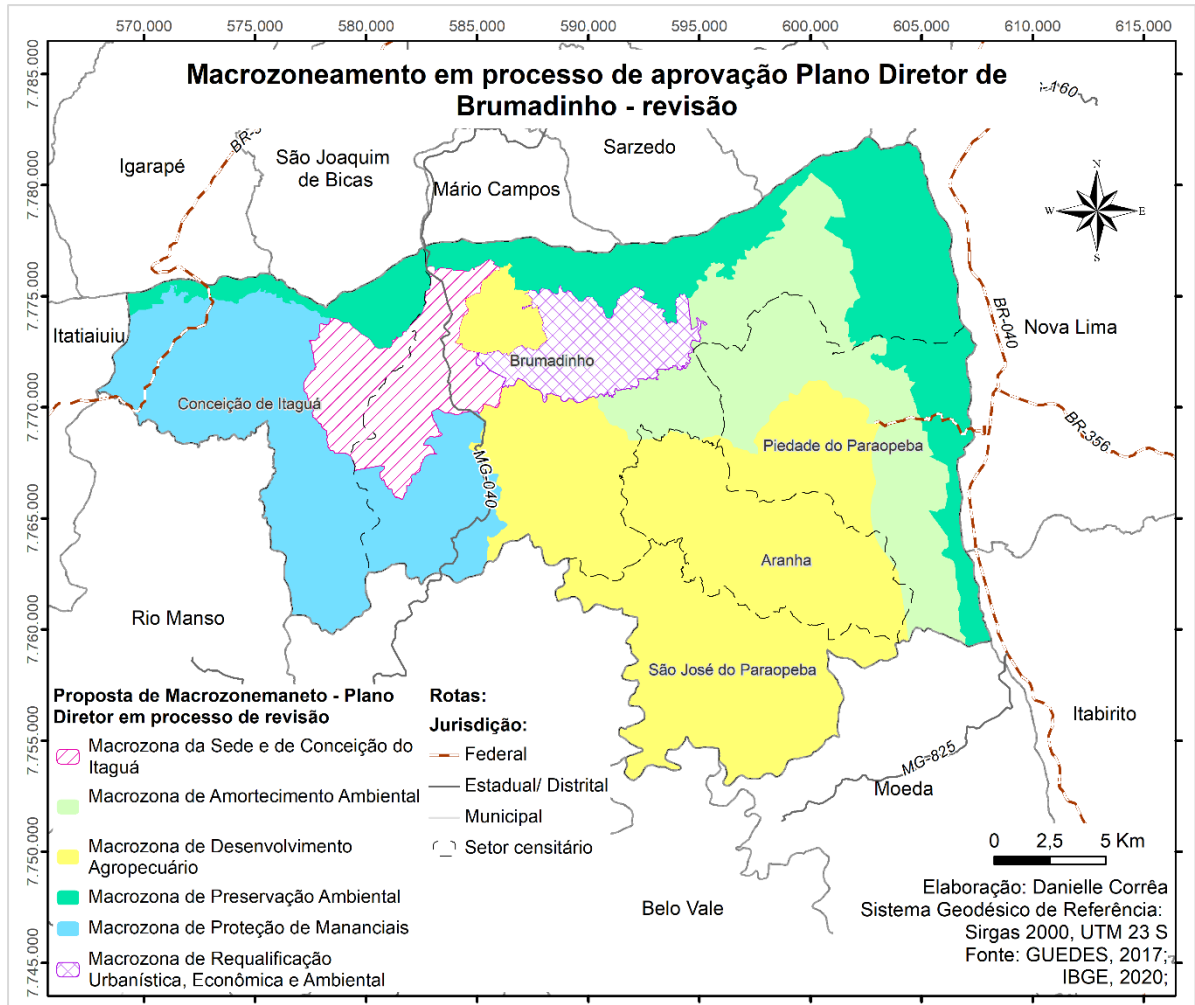 570.000 575.000 580.000 585.000 590.000 595.000 600.000 605.000 610.000 615.000
Macrozoneamento em processo de aprovação Plano Diretor de
Brumadinho - revisão
7.785.000
7.780.000
7.775.000
7.770.000
7.765.000
7.760.000
7.755.000
7.750.000
7.745.000
Igarapé
São Joaquim
de Bicas
Mário Campos
Sarzedo
N
W E
S
Itatiaiuiu
Nova Lima
BR-040
BR-356
Brumadinho
Conceição de Itaguá
Piedade do Paraopeba
MG-040
Aranha
Rio Manso
São José do Paraopeba
Itabirito
MG-825
Moeda
Belo Vale
Proposta de Macrozonemaneto - Plano
Diretor em processo de revisão
Macrozona da Sede e de Conceição do
Itaguá
Macrozona de Amortecimento Ambiental
Macrozona de Desenvolvimento
Agropecuário
Macrozona de Preservação Ambiental
Macrozona de Proteção de Mananciais
Macrozona de Requalificação
Urbanística, Econômica e Ambiental
Rotas:
Jurisdição:
Federal
Estadual/ Distrital
Municipal
Setor censitário
0 2,5 5 Km
Elaboração: Danielle Corrêa
Sistema Geodésico de Referência:
Sirgas 2000, UTM 23 S
Fonte: GUEDES, 2017;
IBGE, 2020;